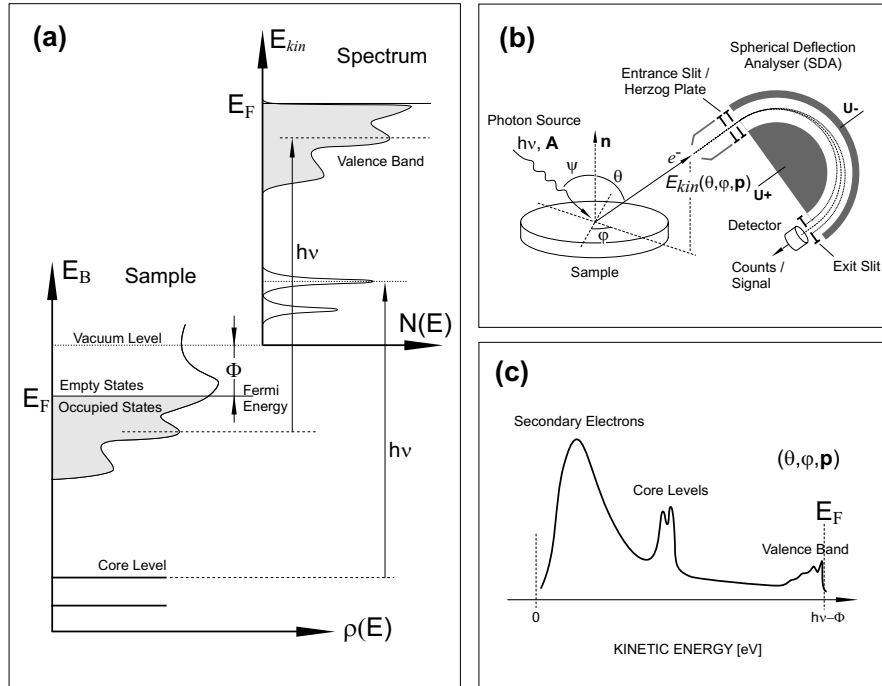 (a)
E_kin
Spectrum
E_F
Valence Band
hν
E_B
Sample
N(E)
Vacuum Level
Φ
Empty States
E_F
Fermi
Energy
Occupied States
hν
Core Level
ρ(E)
(b)
Spherical Deflection
Analyser (SDA)
Entrance Slit /
Herzog Plate
U-
Photon Source
hν, A
n
e-
ψ
θ
E_kin(θ,φ,p)
U+
φ
Detector
Sample
Counts /
Signal
Exit Slit
(c)
Secondary Electrons
(θ,φ,p)
Core Levels
E_F
Valence Band
0
hν–Φ
KINETIC ENERGY [eV]